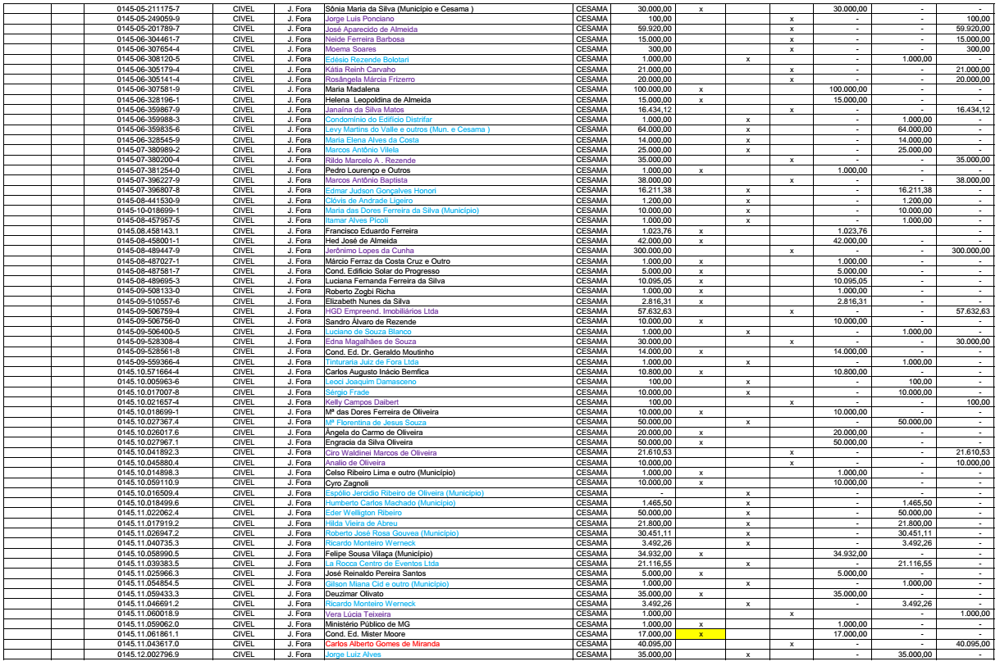 0145-05-211175-7 CIVEL J. Fora Sônia Maria da Silva (Município e Cesama ) CESAMA 30.000,00 x 30.000,00 - -
0145-05-249059-9 CIVEL J. Fora Jorge Luis Ponciano CESAMA 100,00 x - - 100,00
0145-05-201789-7 CIVEL J. Fora José Aparecido de Almeida CESAMA 59.920,00 x - - 59.920,00
0145-06-304461-7 CIVEL J. Fora Neide Ferreira Barbosa CESAMA 15.000,00 x - - 15.000,00
0145-06-307654-4 CIVEL J. Fora Moema Soares CESAMA 300,00 x - - 300,00
0145-06-308120-5 CIVEL J. Fora Edésio Rezende Bolotari CESAMA 1.000,00 x - 1.000,00 -
0145-06-305179-4 CIVEL J. Fora Kátia Reinh Carvaho CESAMA 21.000,00 x - - 21.000,00
0145-06-305141-4 CIVEL J. Fora Rosângela Márcia Frizerro CESAMA 20.000,00 x - - 20.000,00
0145-06-307581-9 CIVEL J. Fora Maria Madalena CESAMA 100.000,00 x 100.000,00 - -
0145-06-328196-1 CIVEL J. Fora Helena Leopoldina de Almeida CESAMA 15.000,00 x 15.000,00 - -
0145-06-359867-9 CIVEL J. Fora Janaína da Silva Matos CESAMA 16.434,12 x - - 16.434,12
0145-06-359988-3 CIVEL J. Fora Condomínio do Edifício Distrifar CESAMA 1.000,00 x - 1.000,00 -
0145-06-359835-6 CIVEL J. Fora Levy Martins do Valle e outros (Mun. e Cesama ) CESAMA 64.000,00 x - 64.000,00 -
0145-06-328545-9 CIVEL J. Fora Maria Elena Alves da Costa CESAMA 14.000,00 x - 14.000,00 -
0145-07-380989-2 CIVEL J. Fora Marcos Antônio Vilela CESAMA 25.000,00 x - 25.000,00 -
0145-07-380200-4 CIVEL J. Fora Rildo Marcelo A . Rezende CESAMA 35.000,00 x - - 35.000,00
0145-07-381254-0 CIVEL J. Fora Pedro Lourenço e Outros CESAMA 1.000,00 x 1.000,00 - -
0145-07-396227-9 CIVEL J. Fora Marcos Antônio Baptista CESAMA 38.000,00 x - - 38.000,00
0145-07-396807-8 CIVEL J. Fora Edmar Judson Gonçalves Honori CESAMA 16.211,38 x - 16.211,38 -
0145-08-441530-9 CIVEL J. Fora Clóvis de Andrade Ligeiro CESAMA 1.200,00 x - 1.200,00 -
0145-10-018699-1 CIVEL J. Fora Maria das Dores Ferreira da Silva (Município) CESAMA 10.000,00 x - 10.000,00 -
0145-08-457957-5 CIVEL J. Fora Itamar Alves Pícoli CESAMA 1.000,00 x - 1.000,00 -
0145-08.458143.1 CIVEL J. Fora Francisco Eduardo Ferreira CESAMA 1.023,76 x 1.023,76 -
0145-08-458001-1 CIVEL J. Fora Hed José de Almeida CESAMA 42.000,00 x 42.000,00 - -
0145-08-489447-9 CIVEL J. Fora Jerônimo Lopes da Cunha CESAMA 300.000,00 x - - 300.000,00
0145-08-487027-1 CIVEL J. Fora Márcio Ferraz da Costa Cruz e Outro CESAMA 1.000,00 x 1.000,00 - -
0145-08-487581-7 CIVEL J. Fora Cond. Edifício Solar do Progresso CESAMA 5.000,00 x 5.000,00 - -
0145-08-489695-3 CIVEL J. Fora Luciana Fernanda Ferreira da Silva CESAMA 10.095,05 x 10.095,05 - -
0145-09-508133-0 CIVEL J. Fora Roberto Zogbi Richa CESAMA 1.000,00 x 1.000,00 - -
0145-09-510557-6 CIVEL J. Fora Elizabeth Nunes da Silva CESAMA 2.816,31 x 2.816,31 - -
0145-09-506759-4 CIVEL J. Fora HGD Empreend. Imobiliários Ltda CESAMA 57.632,63 x - - 57.632,63
0145-09-506756-0 CIVEL J. Fora Sandro Álvaro de Rezende CESAMA 10.000,00 x 10.000,00 - -
0145-09-506400-5 CIVEL J. Fora Luciano de Souza Blanco CESAMA 1.000,00 x - 1.000,00 -
0145-09-528308-4 CIVEL J. Fora Edna Magalhães de Souza CESAMA 30.000,00 x - - 30.000,00
0145-09-528561-8 CIVEL J. Fora Cond. Ed. Dr. Geraldo Moutinho CESAMA 14.000,00 x 14.000,00 - -
0145-09-559366-4 CIVEL J. Fora Tinturaria Juiz de Fora Ltda CESAMA 1.000,00 x - 1.000,00 -
0145.10.571664-4 CIVEL J. Fora Carlos Augusto Inácio Bemfica CESAMA 10.800,00 x 10.800,00 - -
0145.10.005963-6 CIVEL J. Fora Leoci Joaquim Damasceno CESAMA 100,00 x - 100,00 -
0145.10.017007-8 CIVEL J. Fora Sérgio Frade CESAMA 10.000,00 x - 10.000,00 -
0145.10.021657-4 CIVEL J. Fora Kelly Campos Daibert CESAMA 100,00 x - - 100,00
0145.10.018699-1 CIVEL J. Fora Mª das Dores Ferreira de Oliveira CESAMA 10.000,00 x 10.000,00 - -
0145.10.027367.4 CIVEL J. Fora Mª Florentina de Jesus Souza CESAMA 50.000,00 x - 50.000,00 -
0145.10.026017.6 CIVEL J. Fora Ângela do Carmo de Oliveira CESAMA 20.000,00 x 20.000,00 - -
0145.10.027967.1 CIVEL J. Fora Engracia da Silva Oliveira CESAMA 50.000,00 x 50.000,00 - -
0145.10.041892.3 CIVEL J. Fora Ciro Waldinei Marcos de Oliveira CESAMA 21.610,53 x - - 21.610,53
0145.10.045880.4 CIVEL J. Fora Analio de Oliveira CESAMA 10.000,00 x - - 10.000,00
0145.10.014898.3 CIVEL J. Fora Celso Ribeiro Lima e outro (Município) CESAMA 1.000,00 x 1.000,00 - -
0145.10.059110.9 CIVEL J. Fora Cyro Zagnoli CESAMA 10.000,00 x 10.000,00 - -
0145.10.016509.4 CIVEL J. Fora Espólio Jercidio Ribeiro de Oliveira (Município) CESAMA - x - - -
0145.10.018499.6 CIVEL J. Fora Humberto Carlos Machado (Município) CESAMA 1.465,50 x - 1.465,50 -
0145.11.022062.4 CIVEL J. Fora Eder Welligton Ribeiro CESAMA 50.000,00 x - 50.000,00 -
0145.11.017919.2 CIVEL J. Fora Hilda Vieira de Abreu CESAMA 21.800,00 x - 21.800,00 -
0145.11.026947.2 CIVEL J. Fora Roberto José Rosa Gouvea (Município) CESAMA 30.451,11 x - 30.451,11 -
0145.11.040735.3 CIVEL J. Fora Ricardo Monteiro Werneck CESAMA 3.492,26 x - 3.492,26 -
0145.10.058990.5 CIVEL J. Fora Felipe Sousa Vilaça (Município) CESAMA 34.932,00 x 34.932,00 - -
0145.11.039383.5 CIVEL J. Fora La Rocca Centro de Eventos Ltda CESAMA 21.116,55 x - 21.116,55 -
0145.11.025966.3 CIVEL J. Fora José Reinaldo Pereira Santos CESAMA 5.000,00 x 5.000,00 - -
0145.11.054854.5 CIVEL J. Fora Gilson Miana Cid e outro (Município) CESAMA 1.000,00 x - 1.000,00 -
0145.11.059433.3 CIVEL J. Fora Deuzimar Olivato CESAMA 35.000,00 x 35.000,00 - -
0145.11.046691.2 CIVEL J. Fora Ricardo Monteiro Werneck CESAMA 3.492,26 x - 3.492,26 -
0145.11.060018.9 CIVEL J. Fora Vera Lúcia Teixeira CESAMA 1.000,00 x - - 1.000,00
0145.11.059062.0 CIVEL J. Fora Ministério Público de MG CESAMA 1.000,00 x 1.000,00 - -
0145.11.061861.1 CIVEL J. Fora Cond. Ed. Mister Moore CESAMA 17.000,00 x 17.000,00 - -
0145.11.043617.0 CIVEL J. Fora Carlos Alberto Gomes de Miranda CESAMA 40.095,00 x - - 40.095,00
0145.12.002796.9 CIVEL J. Fora Jorge Luiz Alves CESAMA 35.000,00 x - 35.000,00 -